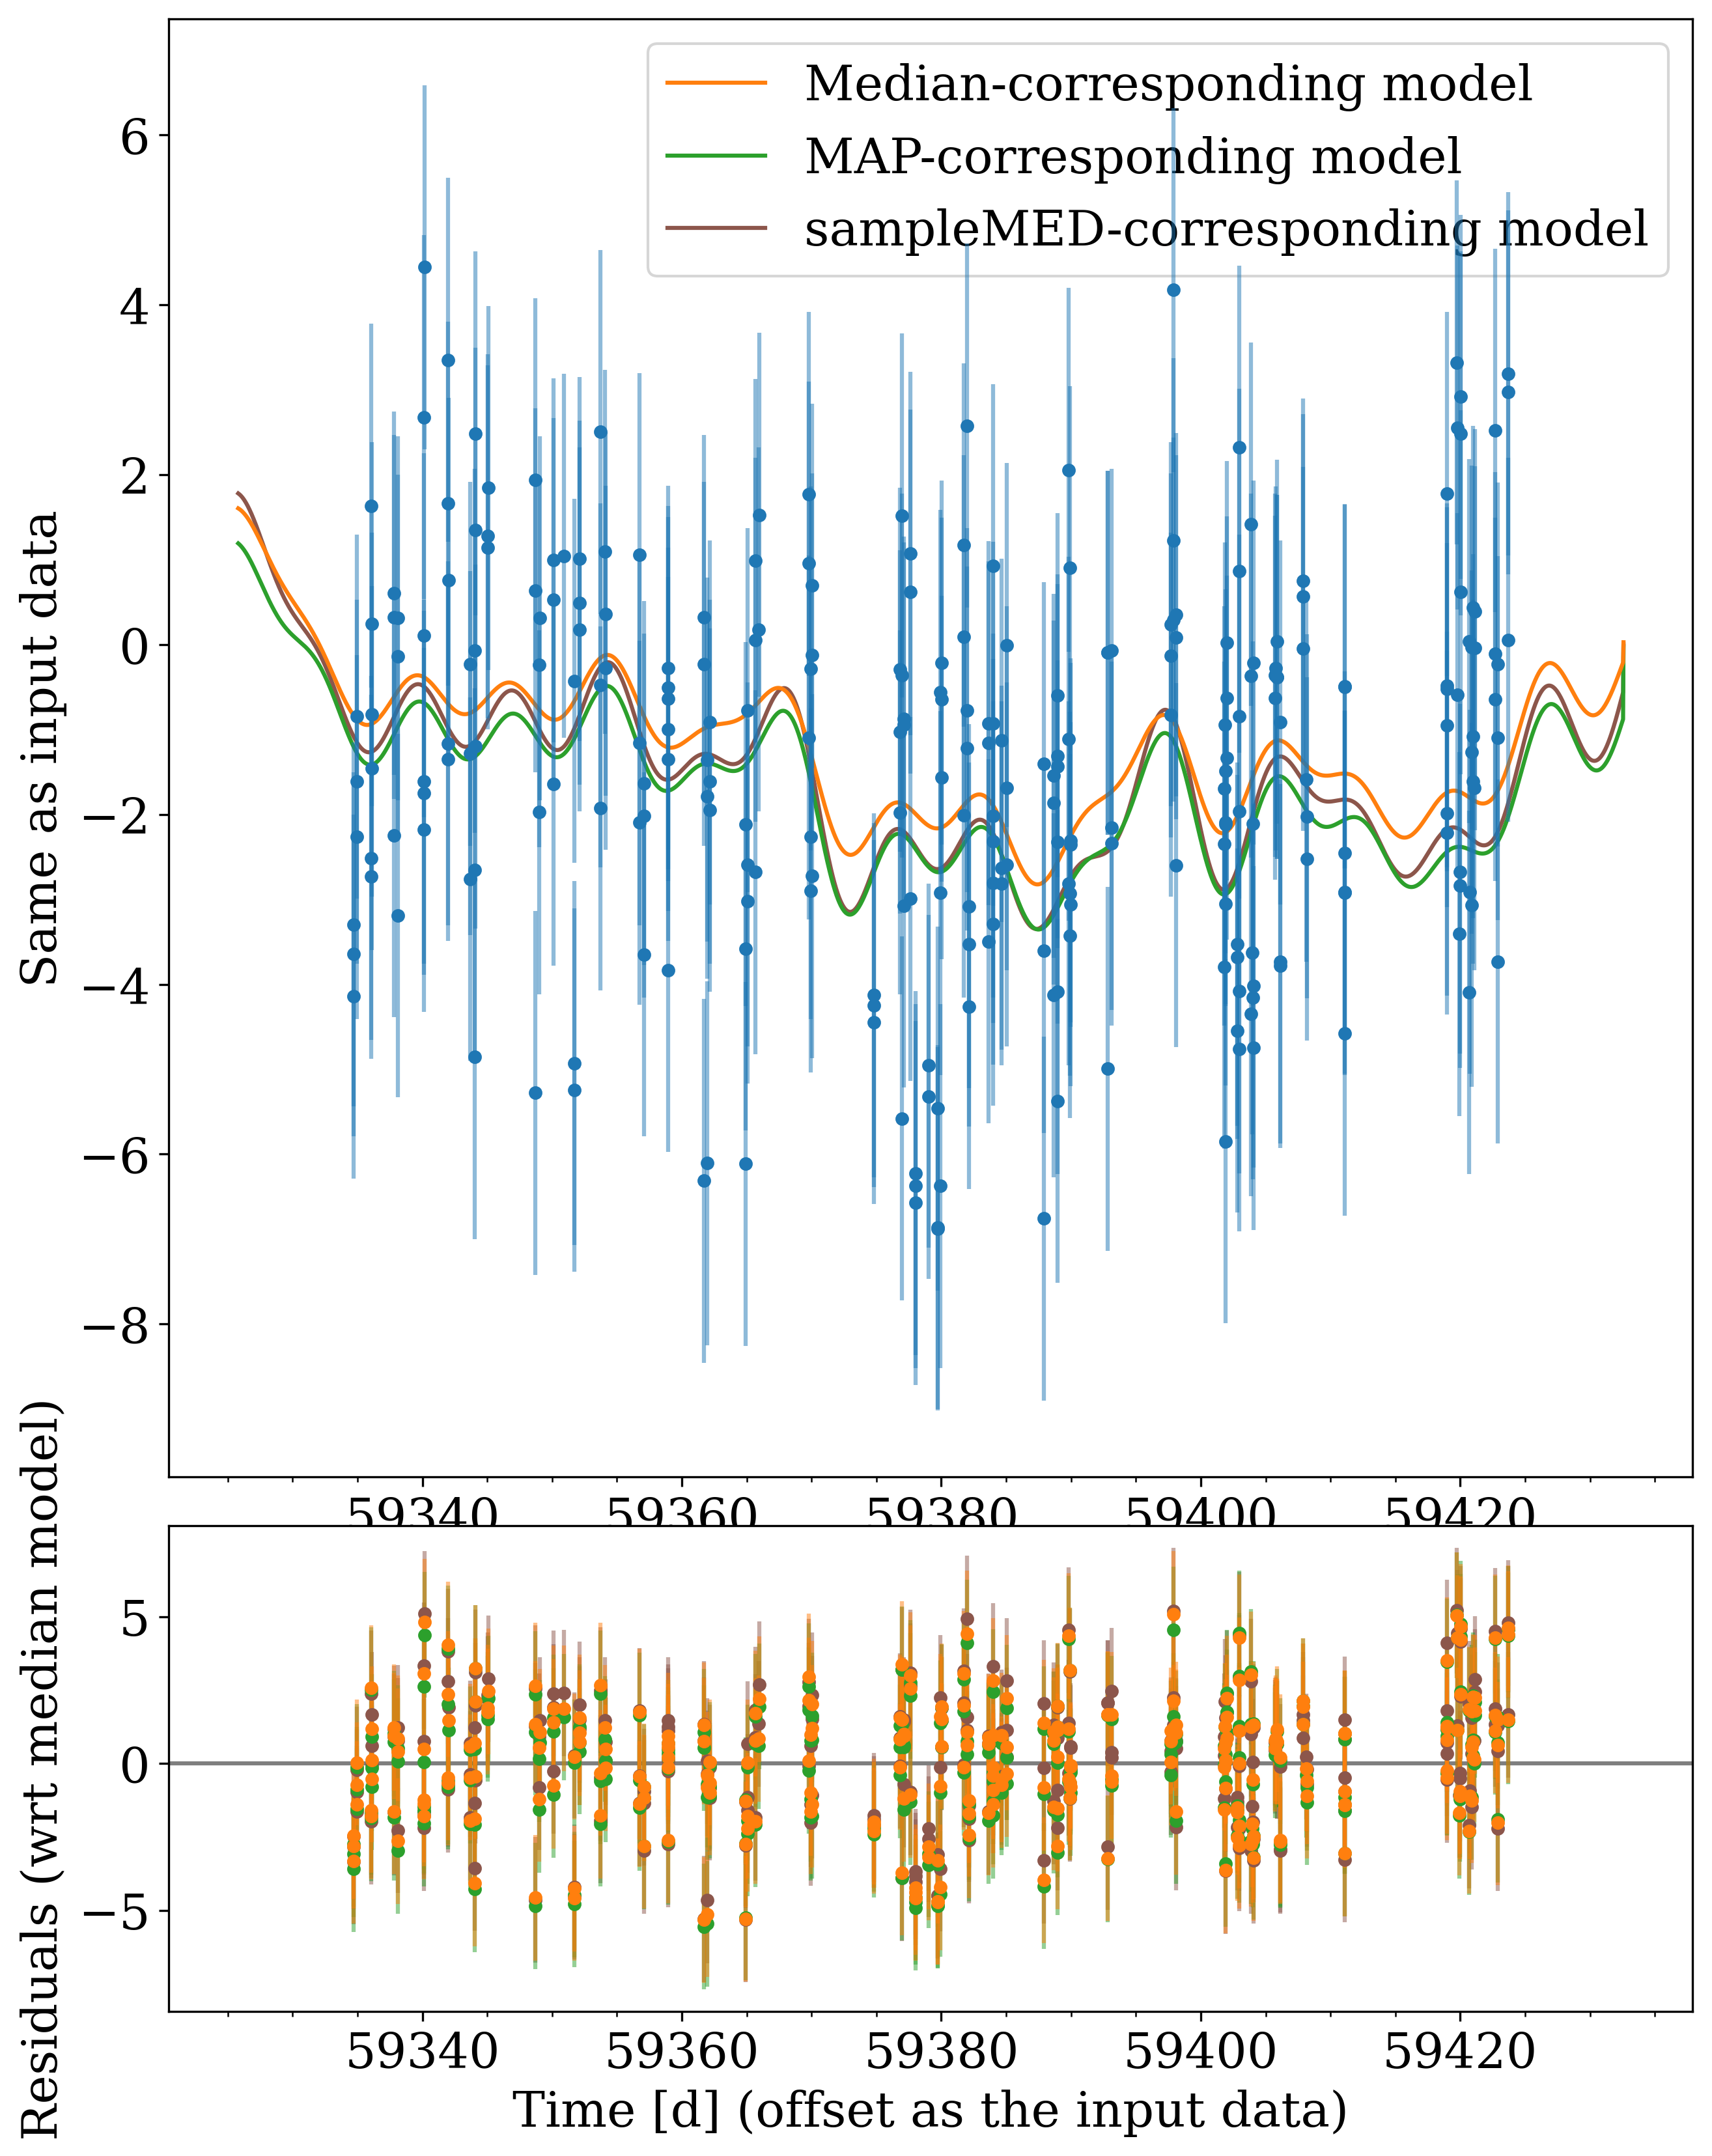 Median-corresponding model
MAP-corresponding model
sampleMED-corresponding model
6
4
2
0
−2
−4
−6
−8
Same as input data
59340 59360 59380 59400 59420
5
0
−5
Residuals (wrt median model)
59340 59360 59380 59400 59420
Time [d] (offset as the input data)